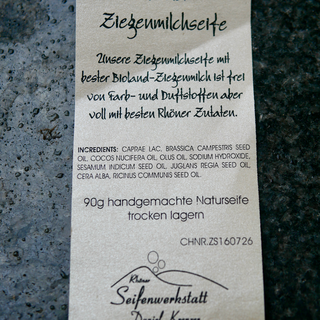 Ziegenmilchseife
Unsere Ziegenmilchseife mit
bester Bioland-Ziegenmilch ist frei
von Farb- und Duftstoffen aber
voll mit besten Rhöner Zutaten.
INGREDIENTS: CAPRAE LAC, BRASSICA CAMPESTRIS SEED
OIL, COCOS NUCIFERA OIL, OLUS OIL, SODIUM HYDROXIDE,
SESAMUM INDICUM SEED OIL, JUGLANS REGIA SEED OIL,
CERA ALBA, RICINUS COMMUNIS SEED OIL.
90g handgemachte Naturseife
trocken lagern
CHNR.ZS160726
Rhöner
Seifenwerkstatt